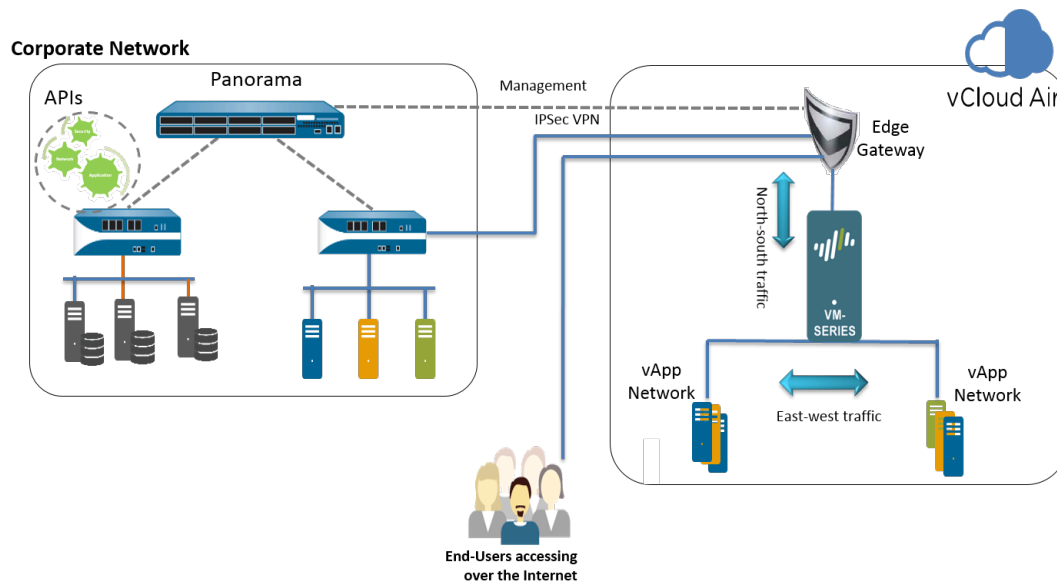 Corporate Network
Panorama
APIs
Security
Network
Application
Management
IPSec VPN
vCloud Air
Edge
Gateway
North-south traffic
VM-
SERIES
vApp
Network
vApp
Network
East-west traffic
End-Users accessing
over the Internet